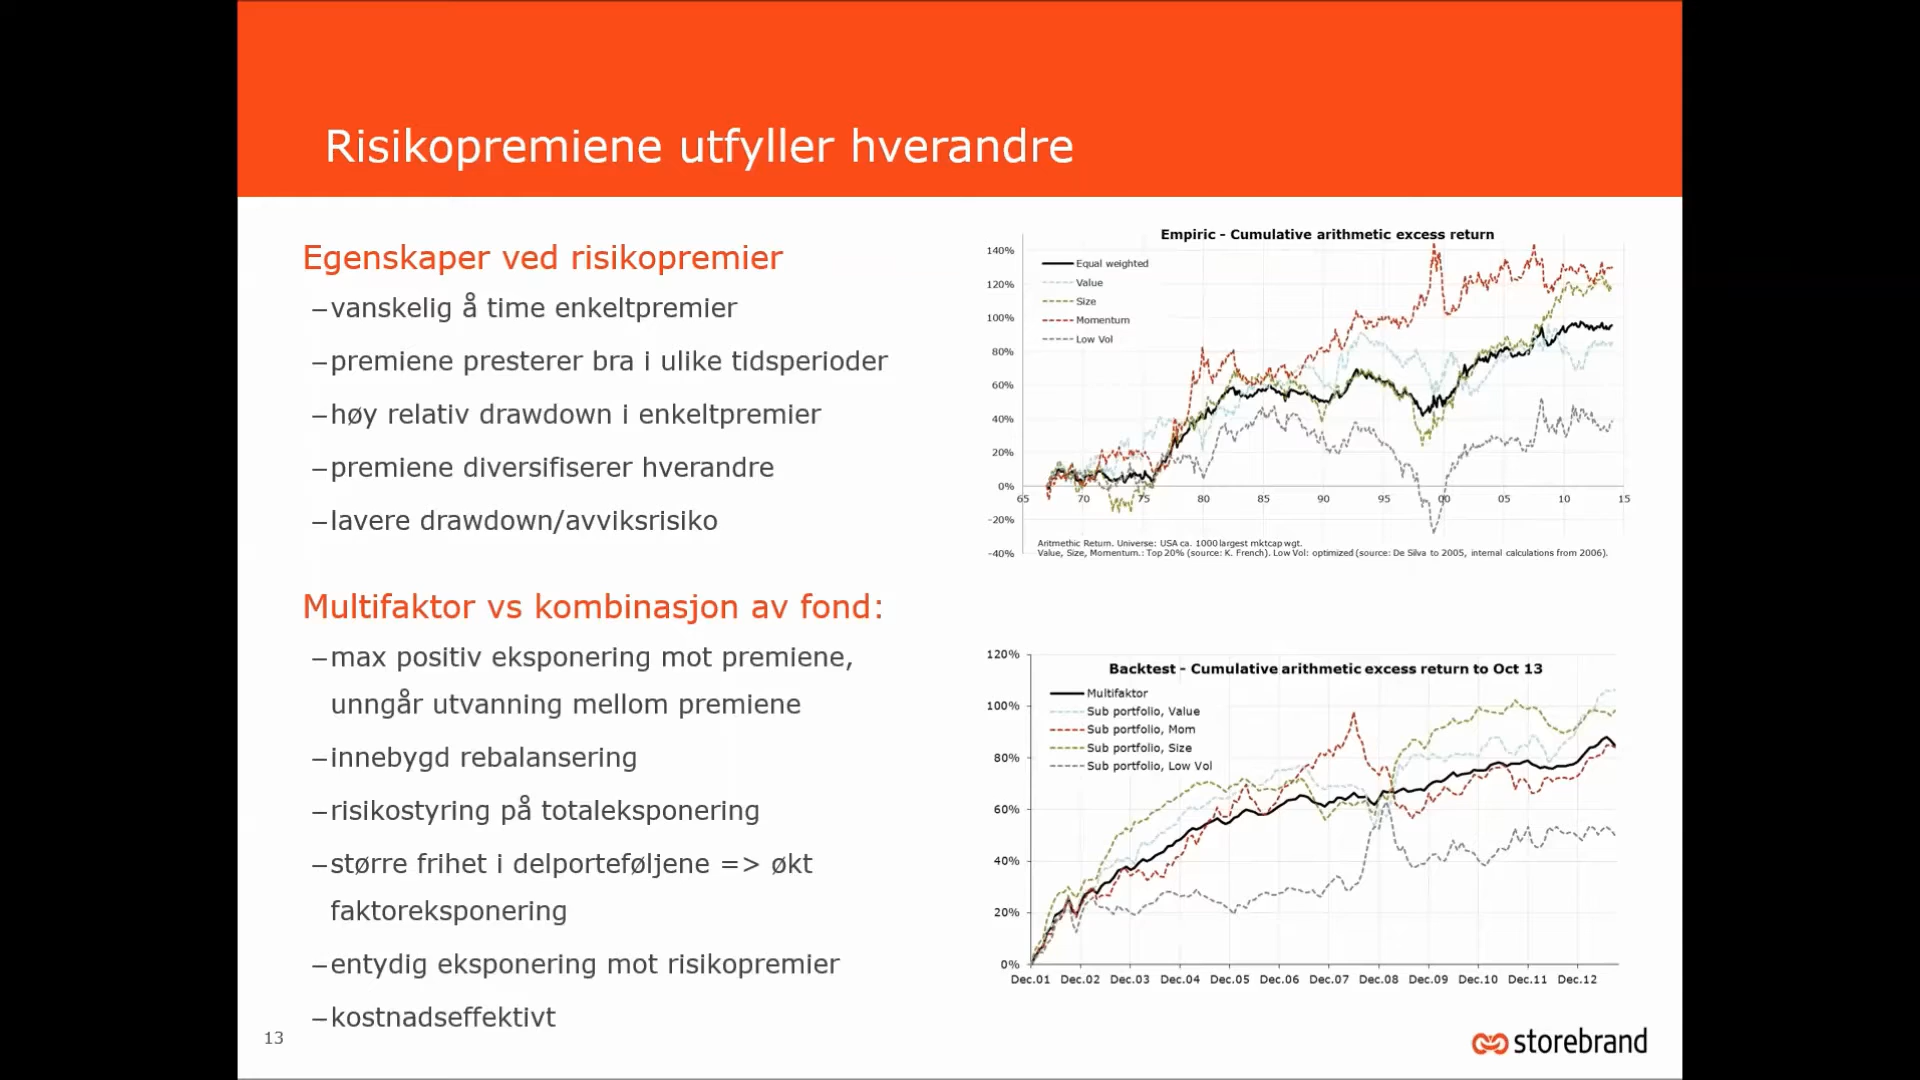 Risikopremiene utfyller hverandre
Egenskaper ved risikopremier
–vanskelig å time enkeltpremier
–premiene presterer bra i ulike tidsperioder
–høy relativ drawdown i enkeltpremier
–premiene diversifiserer hverandre
–lavere drawdown/avviksrisiko
Multifaktor vs kombinasjon av fond:
–max positiv eksponering mot premiene,
unngår utvanning mellom premiene
–innebygd rebalansering
–risikostyring på totaleksponering
–større frihet i delporteføljene => økt
faktoreksponering
–entydig eksponering mot risikopremier
–kostnadseffektivt
13
Empiric - Cumulative arithmetic excess return
140%
120%
100%
80%
60%
40%
20%
0%
-20%
-40%
Equal weighted
Value
Size
Momentum
Low Vol
65 70 75 80 85 90 95 00 05 10 15
Aritmethic Return. Universe: USA ca. 1000 largest mktcap wgt.
Value, Size, Momentum.: Top 20% (source: K. French). Low Vol: optimized (source: De Silva to 2005, internal calculations from 2006).
Backtest - Cumulative arithmetic excess return to Oct 13
120%
100%
80%
60%
40%
20%
0%
Multifaktor
Sub portfolio, Value
Sub portfolio, Mom
Sub portfolio, Size
Sub portfolio, Low Vol
Dec.01 Dec.02 Dec.03 Dec.04 Dec.05 Dec.06 Dec.07 Dec.08 Dec.09 Dec.10 Dec.11 Dec.12
storebrand